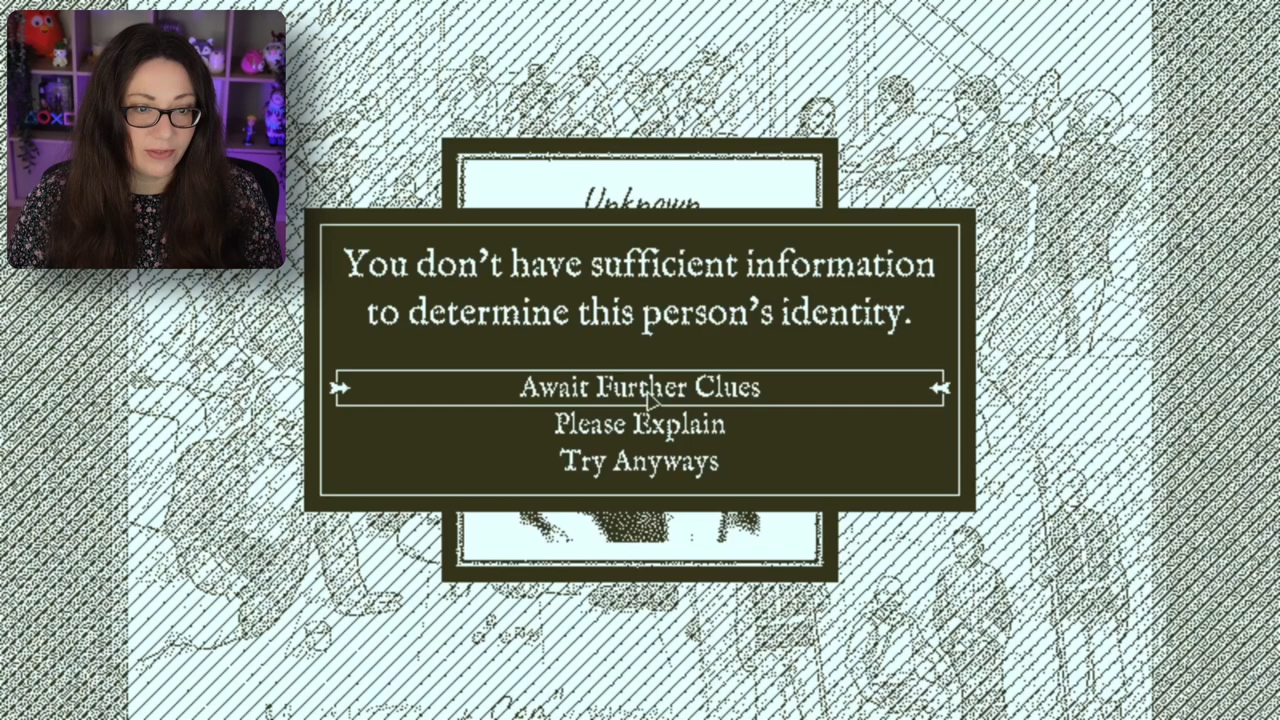 Unknown
You don't have sufficient information
to determine this person's identity.
Await Further Clues
Please Explain
Try Anyways